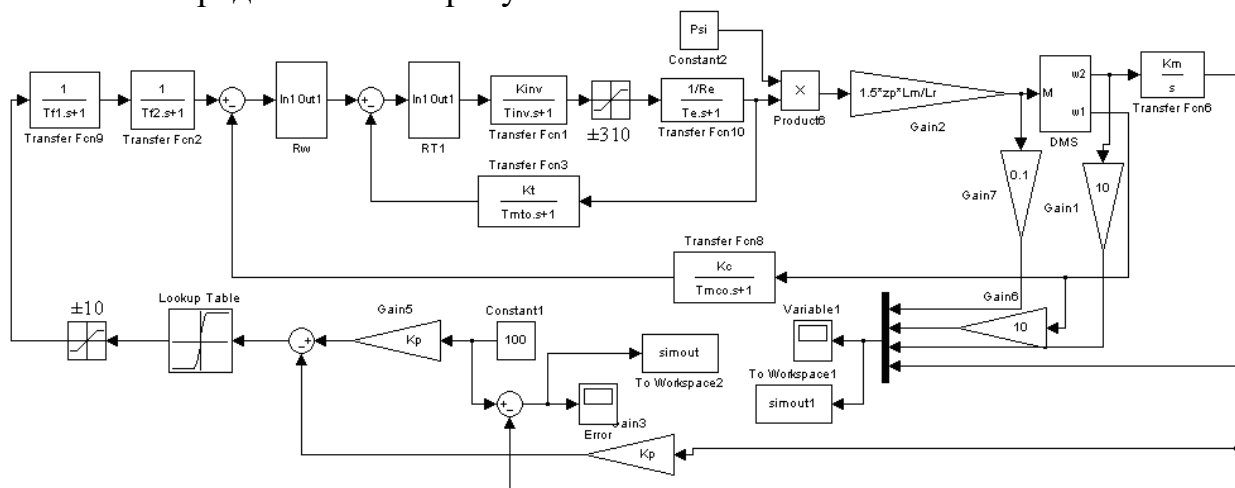 Psi
Constant2
1
Tf1.s+1
Transfer Fcn9
1
Tf2.s+1
Transfer Fcn2
In1 Out1
Rw
In1 Out1
RT1
Kinv
Tinv.s+1
Transfer Fcn1
±310
1/Re
Te.s+1
Transfer Fcn10
×
Product6
1.5*zp*Lm/Lr
Gain2
M
w2
w1
DMS
Km
s
Transfer Fcn6
Transfer Fcn3
Kt
Tmto.s+1
0.1
Gain7
10
Gain1
Transfer Fcn8
Kc
Tmco.s+1
±10
Lookup Table
Gain5
Kp
Constant1
100
simout
To Workspace2
Variable1
Gain6
10
To Workspace1
simout1
Error
Gain3
Kp